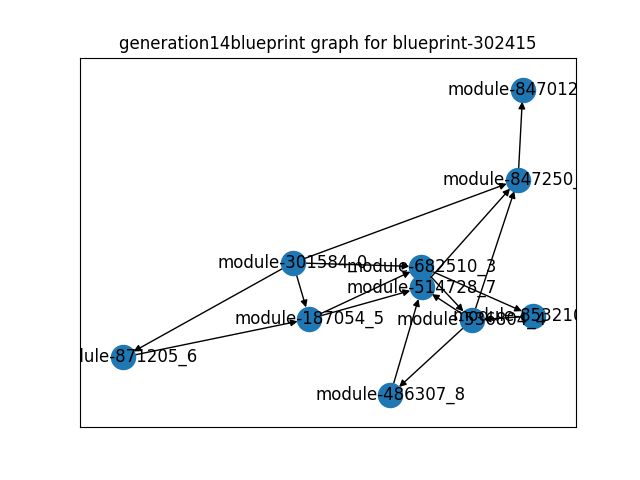 generation14blueprint graph for blueprint-302415
module-847012
module-847250_
module-301584_0
module-682510_3
module-514728_7
module-187054_5
lule-871205_6
module-486307_8